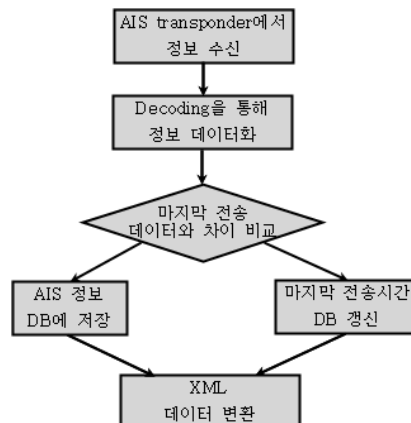 AIS transponder에서
정보 수신
Decoding을 통해
정보 데이터화
마지막 전송
데이터와 차이 비교
AIS 정보
DB에 저장
마지막 전송시간
DB 갱신
XML
데이터 변환